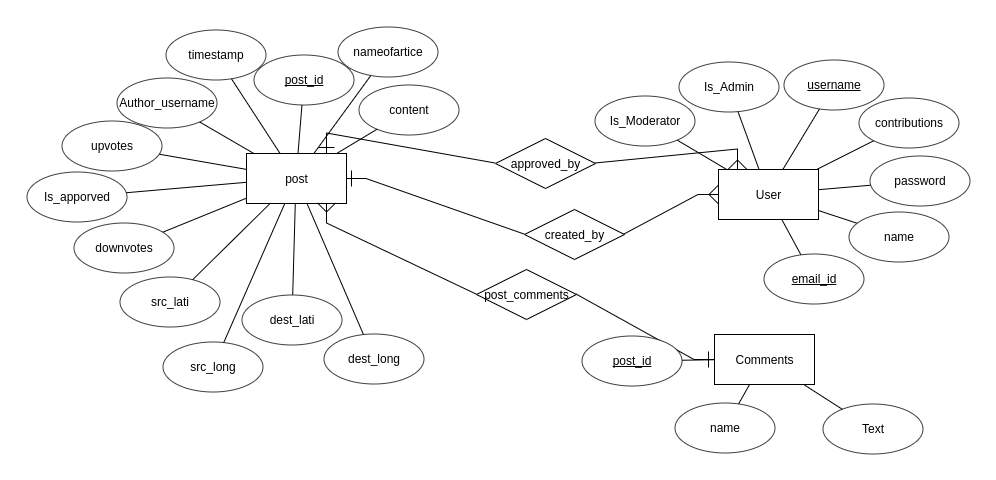 timestamp
nameofartice
post_id
Author_username
content
upvotes
Is_apporved
post
downvotes
src_lati
dest_lati
src_long
dest_long
approved_by
created_by
post_comments
Is_Admin
username
Is_Moderator
contributions
User
password
name
email_id
post_id
Comments
name
Text